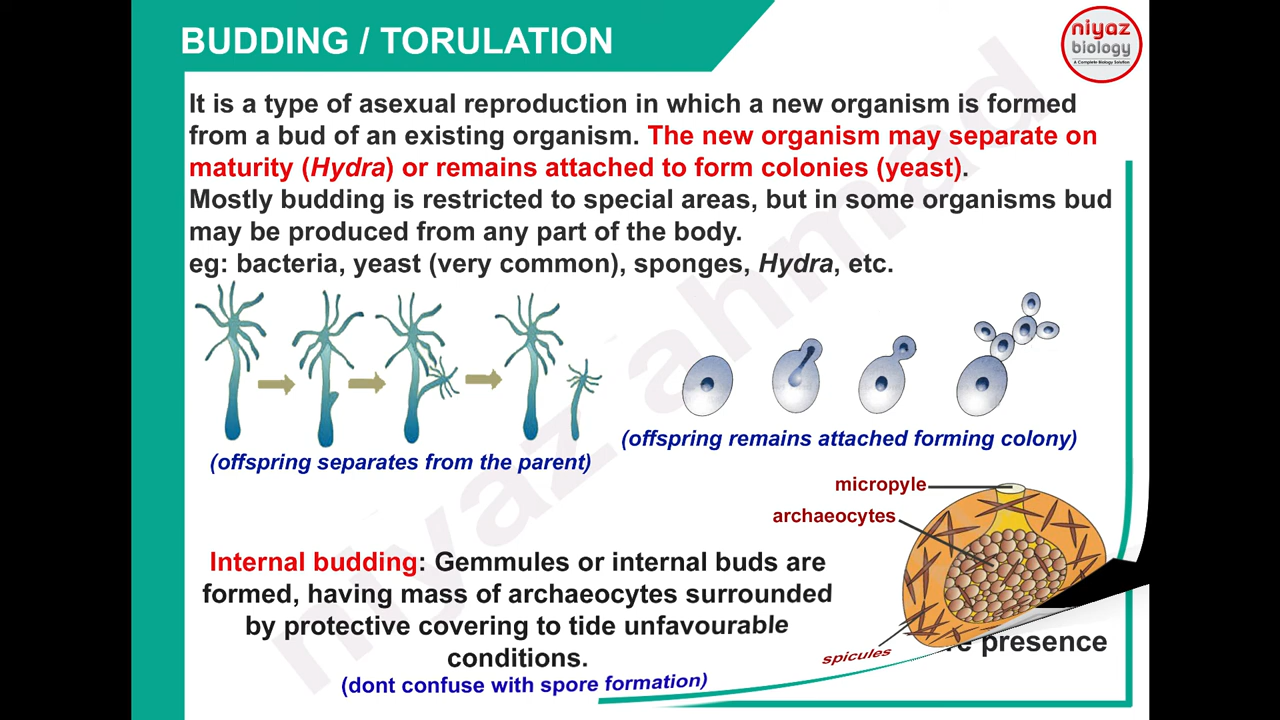 BUDDING / TORULATION
niyaz
biology
A Complete Biology Solution
It is a type of asexual reproduction in which a new organism is formed
from a bud of an existing organism. The new organism may separate on
maturity (Hydra) or remains attached to form colonies (yeast).
Mostly budding is restricted to special areas, but in some organisms bud
may be produced from any part of the body.
eg: bacteria, yeast (very common), sponges, Hydra, etc.
(offspring separates from the parent)
(offspring remains attached forming colony)
micropyle
archaeocytes
Internal budding: Gemmules or internal buds are
formed, having mass of archaeocytes surrounded
by protective covering to tide unfavourable
conditions.
(dont confuse with spore formation)
spicules
presence
niyaz ahmad